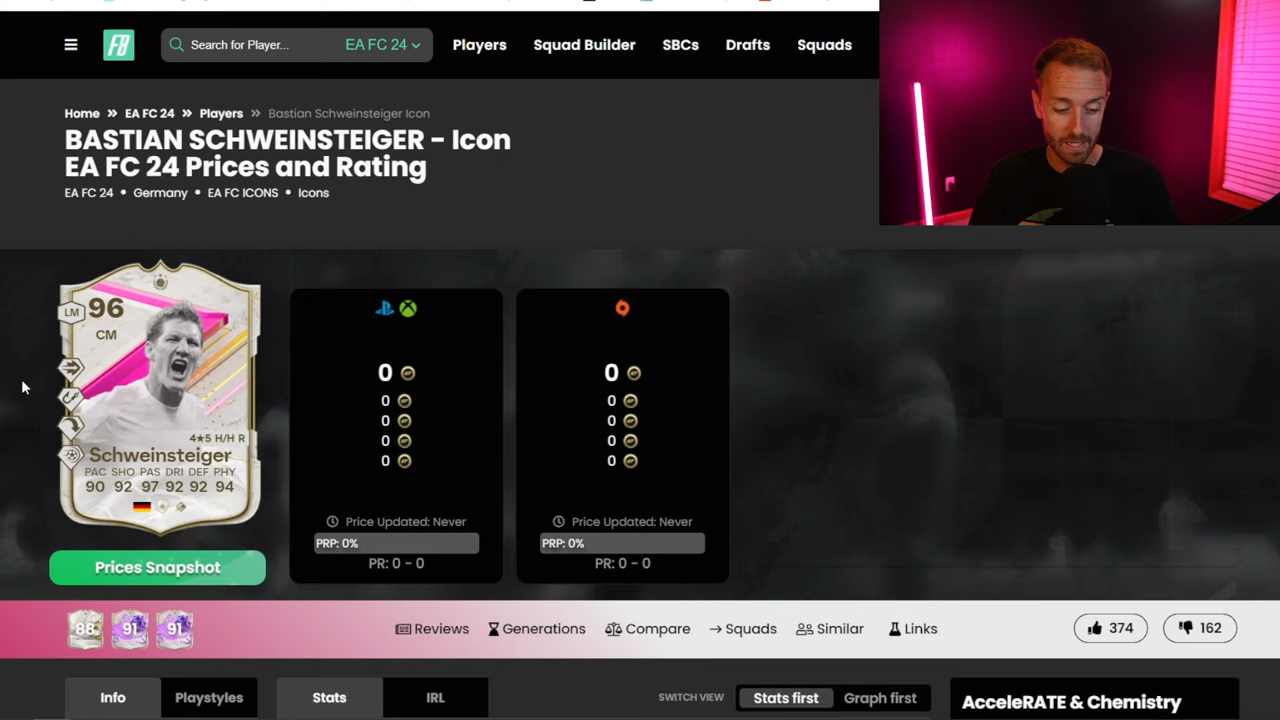 FB
Search for Player...
EA FC 24
Players
Squad Builder
SBCs
Drafts
Squads
Home » EA FC 24 » Players » Bastian Schweinsteiger Icon
BASTIAN SCHWEINSTEIGER - Icon
EA FC 24 Prices and Rating
EA FC 24 • Germany • EA FC ICONS • Icons
LM
96
CM
4★5 H/H R
Schweinsteiger
PAC SHO PAS DRI DEF PHY
90 92 97 92 92 94
Prices Snapshot
0
0
0
0
0
Price Updated: Never
PRP: 0%
PR: 0 - 0
0
0
0
0
0
Price Updated: Never
PRP: 0%
PR: 0 - 0
88
91
91
Reviews
Generations
Compare
Squads
Similar
Links
374
162
Info
Playstyles
Stats
IRL
SWITCH VIEW
Stats first
Graph first
AcceleRATE & Chemistry